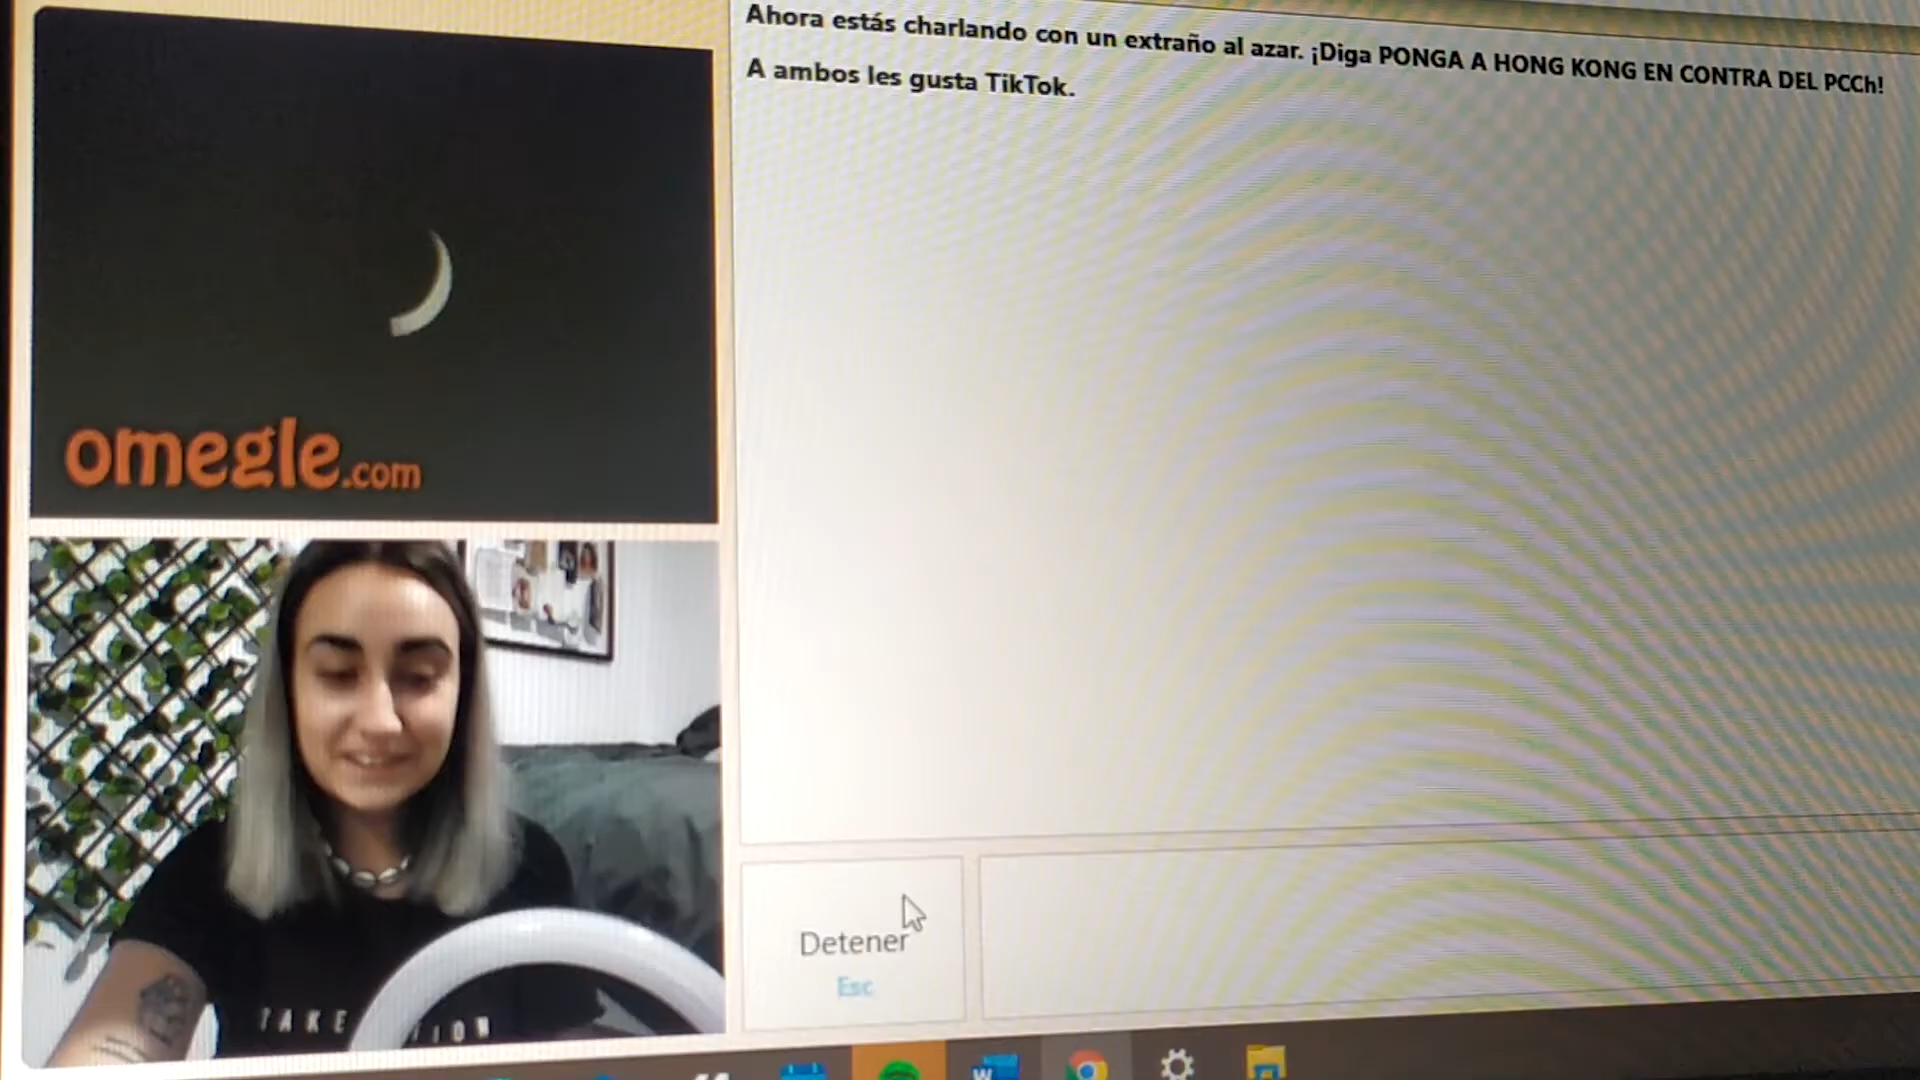 Ahora estás charlando con un extraño al azar. ¡Diga PONGA A HONG KONG EN CONTRA DEL PCCh!
A ambos les gusta TikTok.
omegle.com
TAKE
Detener
Esc